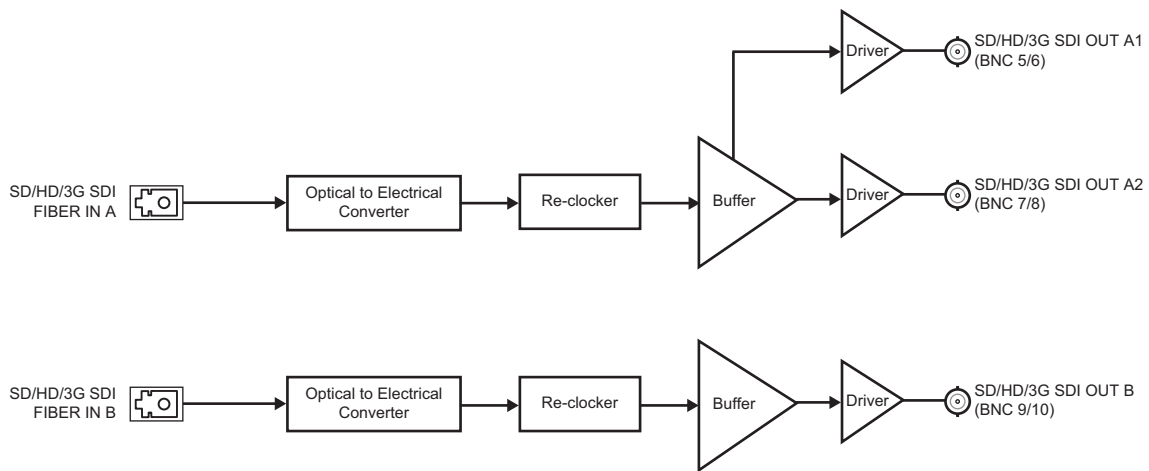 Driver
SD/HD/3G SDI OUT A1
(BNC 5/6)
SD/HD/3G SDI
FIBER IN A
Optical to Electrical
Converter
Re-clocker
Buffer
Driver
SD/HD/3G SDI OUT A2
(BNC 7/8)
SD/HD/3G SDI
FIBER IN B
Optical to Electrical
Converter
Re-clocker
Buffer
Driver
SD/HD/3G SDI OUT B
(BNC 9/10)